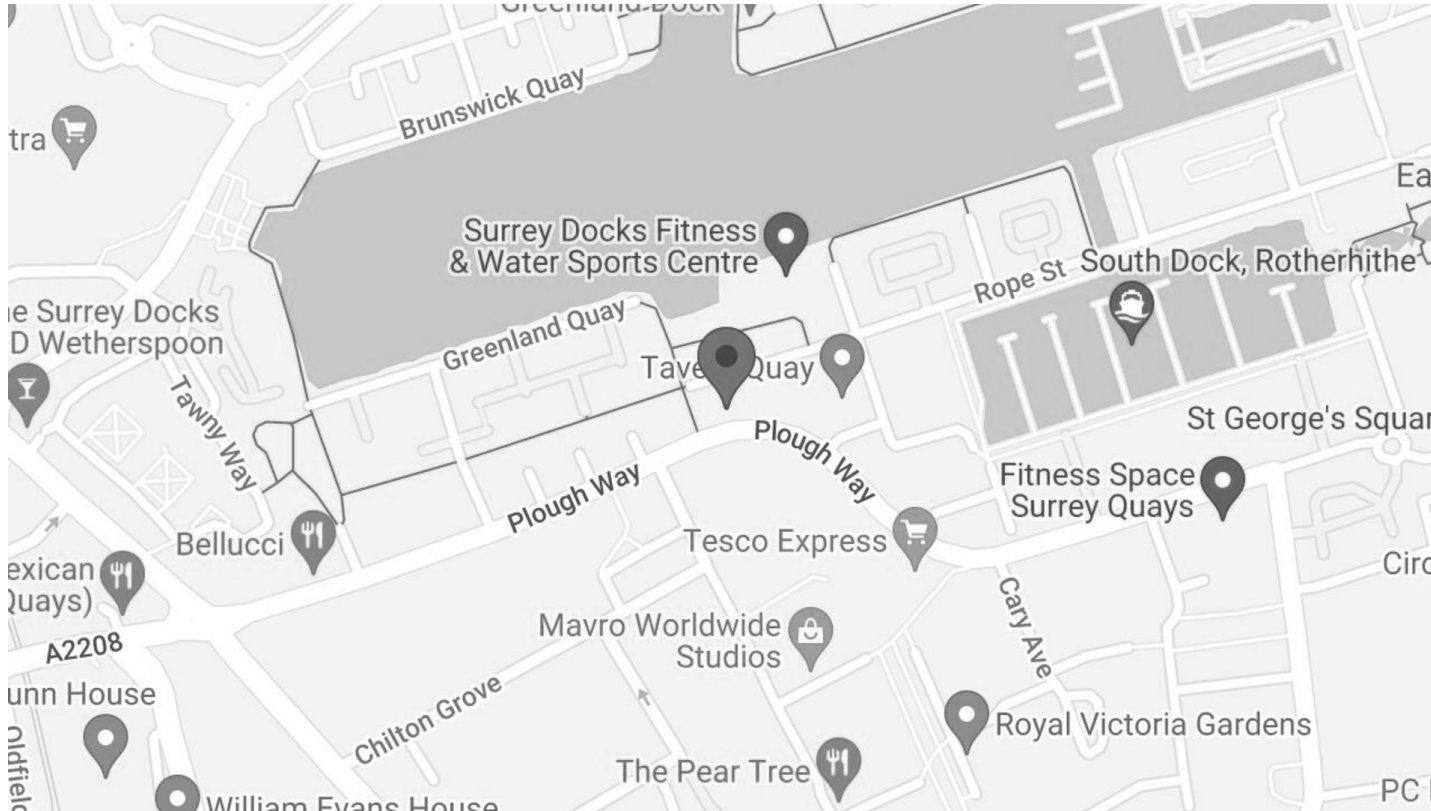 Greenland Dock
Brunswick Quay
tra
Ea
Surrey Docks Fitness
& Water Sports Centre
South Dock, Rotherhithe
Rope St
e Surrey Docks
D Wetherspoon
Greenland Quay
Tave Quay
Tawny Way
Plough Way
St George's Squar
Plough Way
Fitness Space
Surrey Quays
Bellucci
Tesco Express
exican
Quays)
Circ
Cary Ave
A2208
Mavro Worldwide
Studios
unn House
Chilton Grove
Royal Victoria Gardens
Oldfield
The Pear Tree
PC
William Evans House